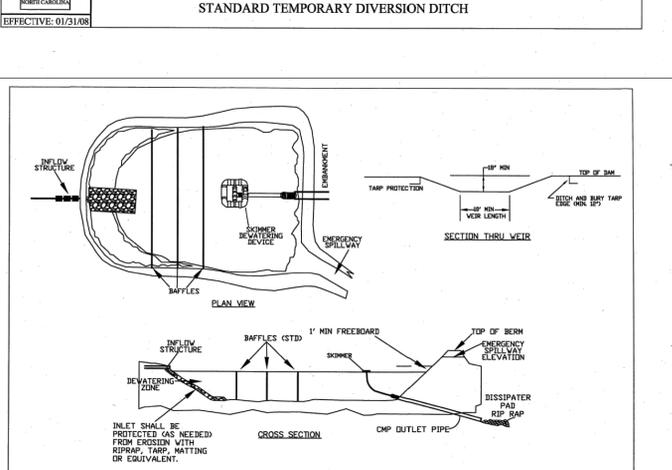 NORTH CAROLINA
EFFECTIVE: 01/31/08
STANDARD TEMPORARY DIVERSION DITCH
INFLOW
STRUCTURE
EMBANKMENT
SKIMMER
DEWATERING
DEVICE
EMERGENCY
SPILLWAY
BAFFLES
PLAN VIEW
MIN
TOP OF DAM
TARP PROTECTION
MIN
WEIR LENGTH
DITCH AND BURY TARP
EDGE (MIN. 12")
SECTION THRU WEIR
INFLOW
STRUCTURE
BAFFLES (STD)
1' MIN FREEBOARD
TOP OF BERM
SKIMMER
EMERGENCY
SPILLWAY
ELEVATION
DEWATERING
ZONE
DISSIPATER
PAD
RIP RAP
INLET SHALL BE
PROTECTED (AS NEEDED)
FROM EROSION WITH
RIPRAP, TARP, MATTING
OR EQUIVALENT.
CROSS SECTION
CMP OUTLET PIPE